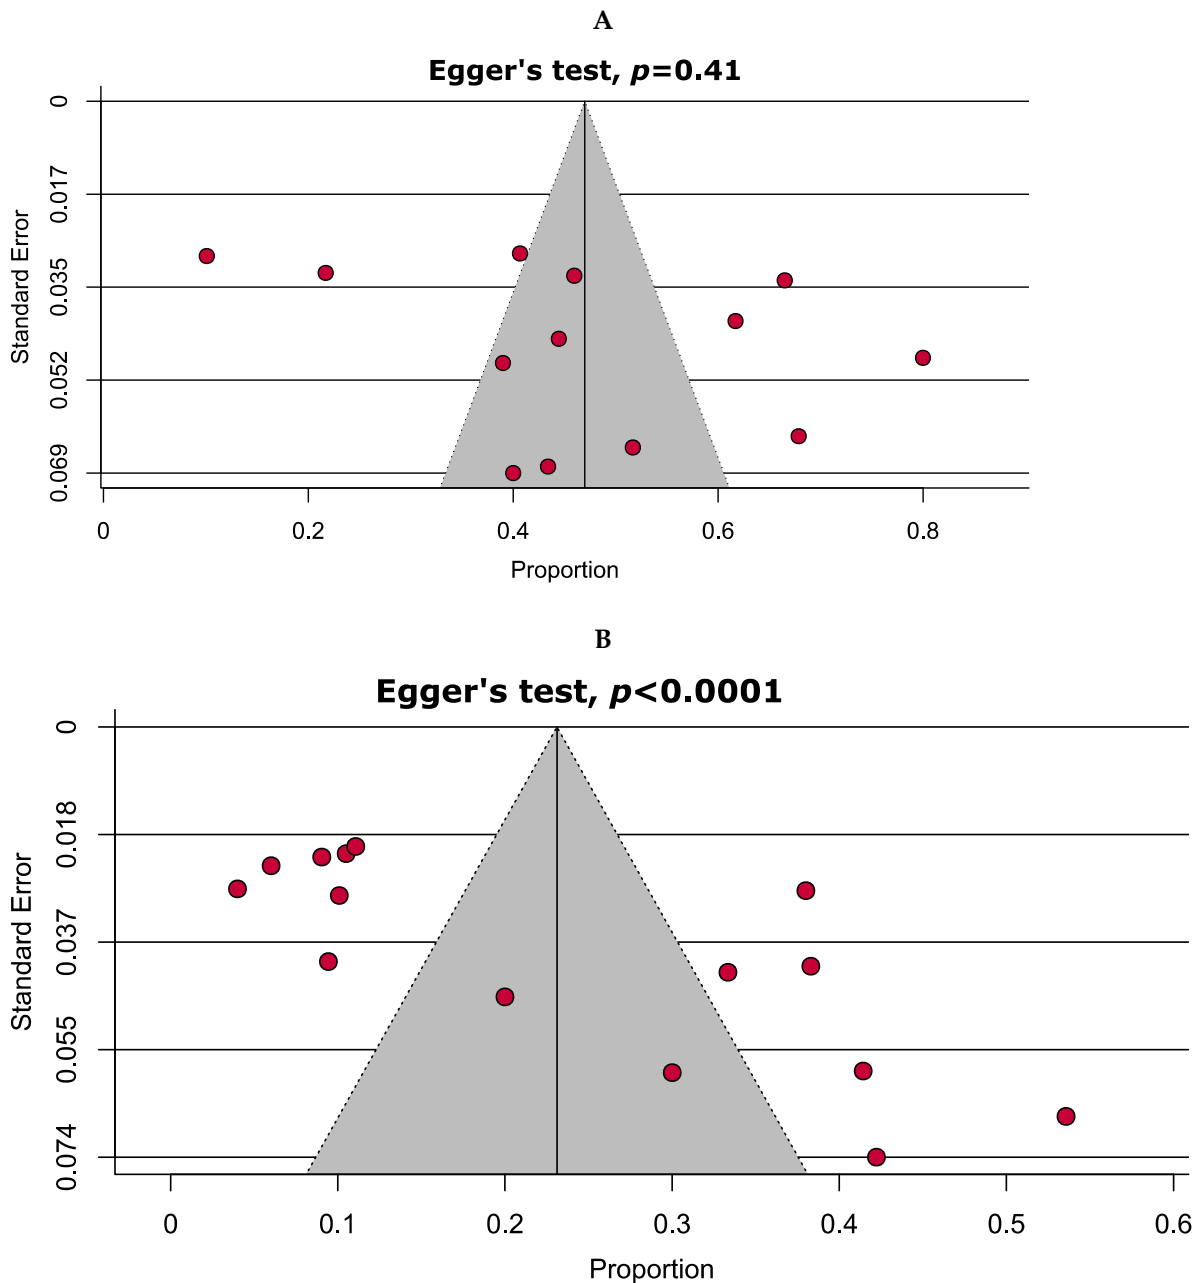 A
Egger's test, p=0.41
Standard Error
0
0.017
0.035
0.052
0.069
0 0.2 0.4 0.6 0.8
Proportion
B
Egger's test, p<0.0001
Standard Error
0
0.018
0.037
0.055
0.074
0 0.1 0.2 0.3 0.4 0.5 0.6
Proportion